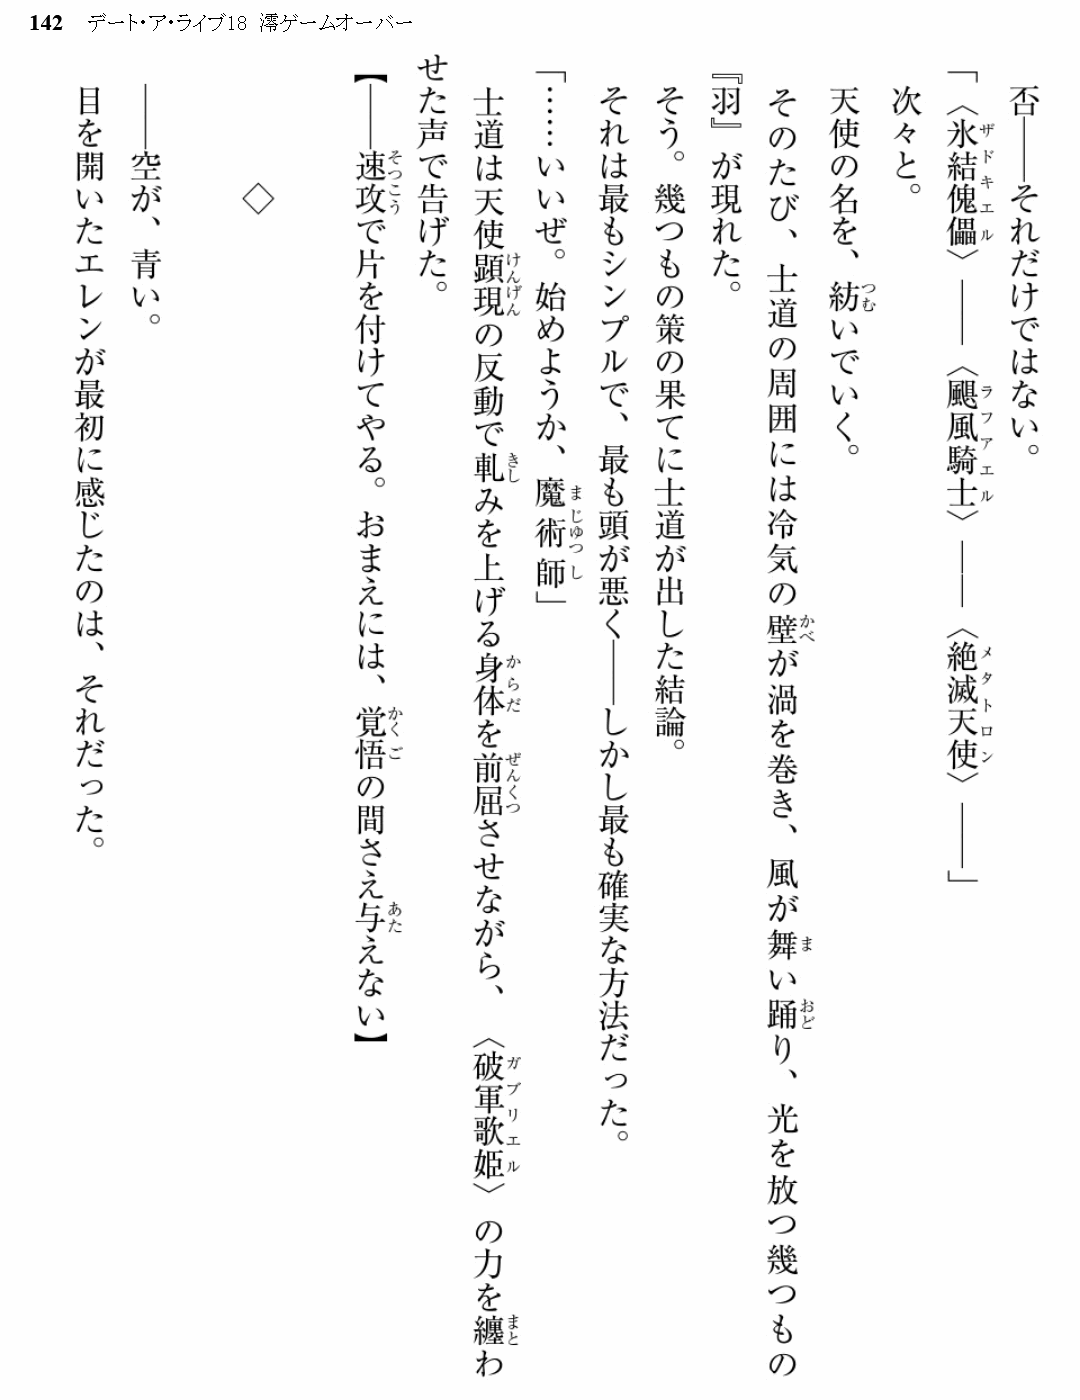 142 デート・ア・ライブ18 澪ゲームオーバー
否――それだけではない。
「〈氷結傀儡〉――〈颶風騎士〉――〈絶滅天使〉――」
次々と。
天使の名を、紡いでいく。
そのたび、士道の周囲には冷気の壁が渦を巻き、風が舞い踊り、光を放つ幾つもの
『羽』が現れた。
そう。幾つもの策の果てに士道が出した結論。
それは最もシンプルで、最も頭が悪く――しかし最も確実な方法だった。
「……いいぜ。始めようか、魔術師」
士道は天使顕現の反動で軋みを上げる身体を前屈させながら、〈破軍歌姫〉の力を纏わ
せた声で告げた。
【――速攻で片を付けてやる。おまえには、覚悟の間さえ与えない】
◇
――空が、青い。
目を開いたエレンが最初に感じたのは、それだった。